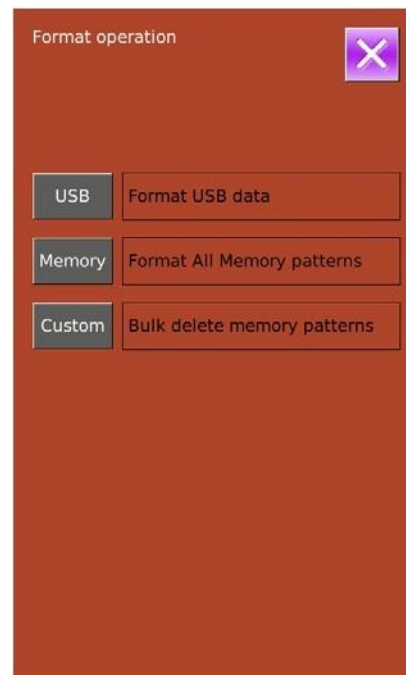 Format operation
USB
Format USB data
Memory
Format All Memory patterns
Custom
Bulk delete memory patterns